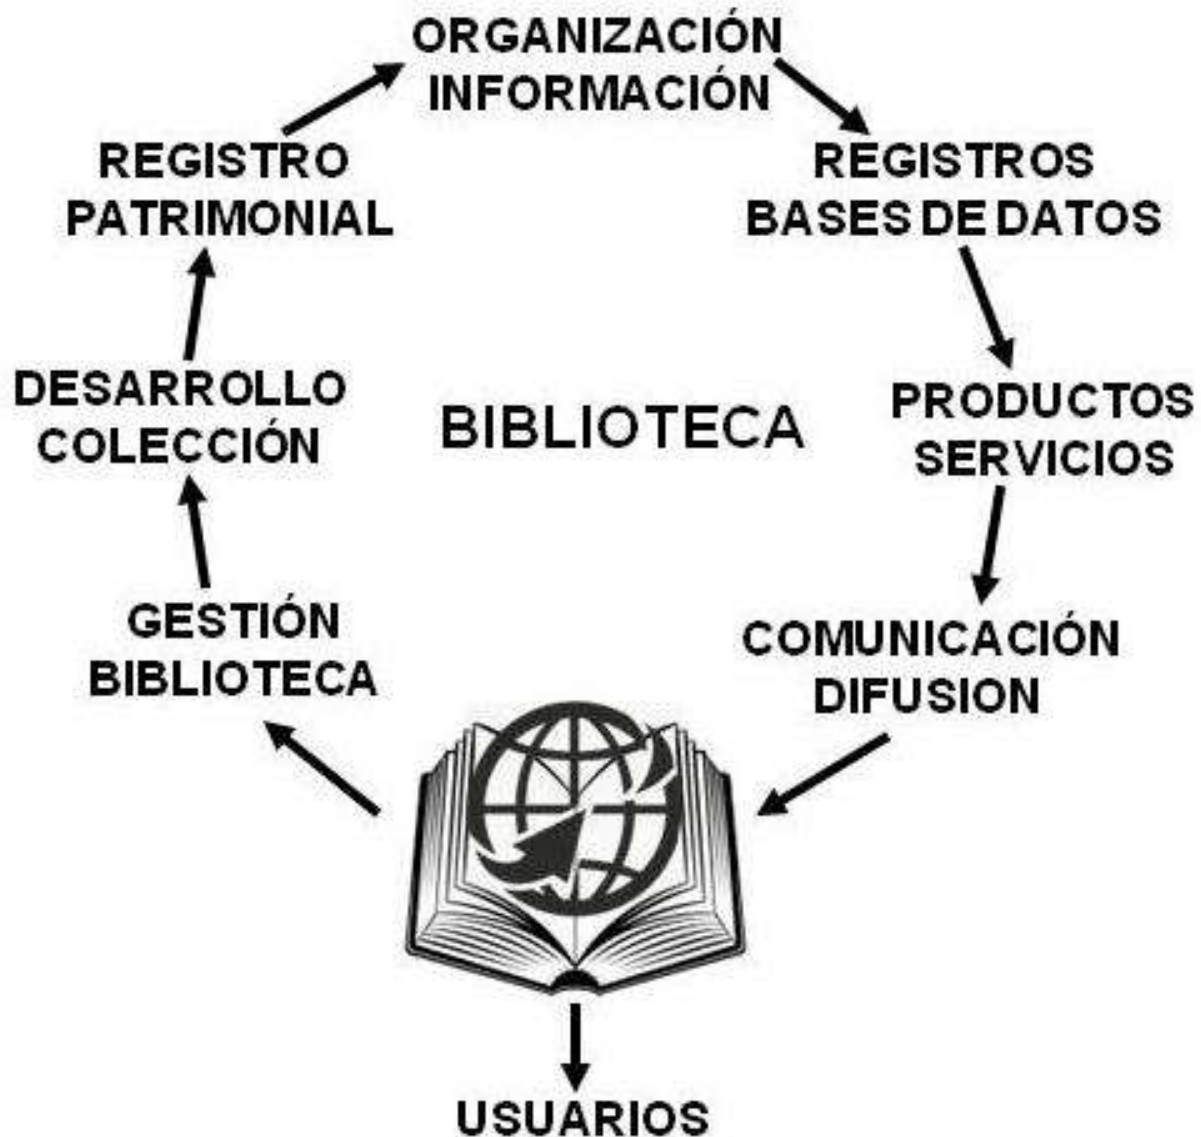 ORGANIZACIÓN
INFORMACIÓN
REGISTROS
BASES DE DATOS
PRODUCTOS
SERVICIOS
COMUNICACIÓN
DIFUSION
USUARIOS
GESTIÓN
BIBLIOTECA
DESARROLLO
COLECCIÓN
REGISTRO
PATRIMONIAL
BIBLIOTECA